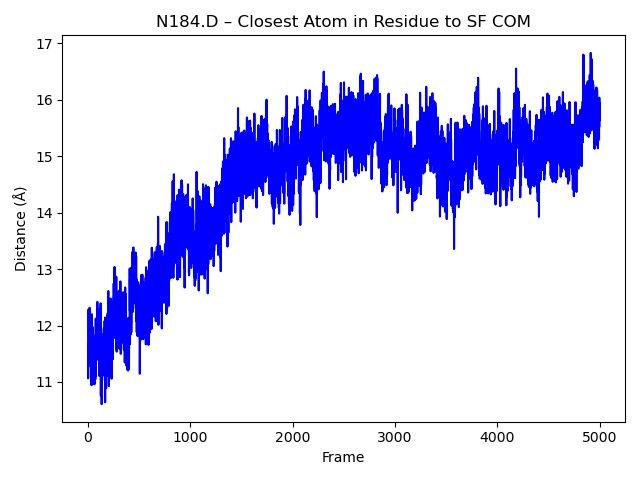 N184.D – Closest Atom in Residue to SF COM
17
16
15
14
13
12
11
Distance (Å)
0 1000 2000 3000 4000 5000
Frame